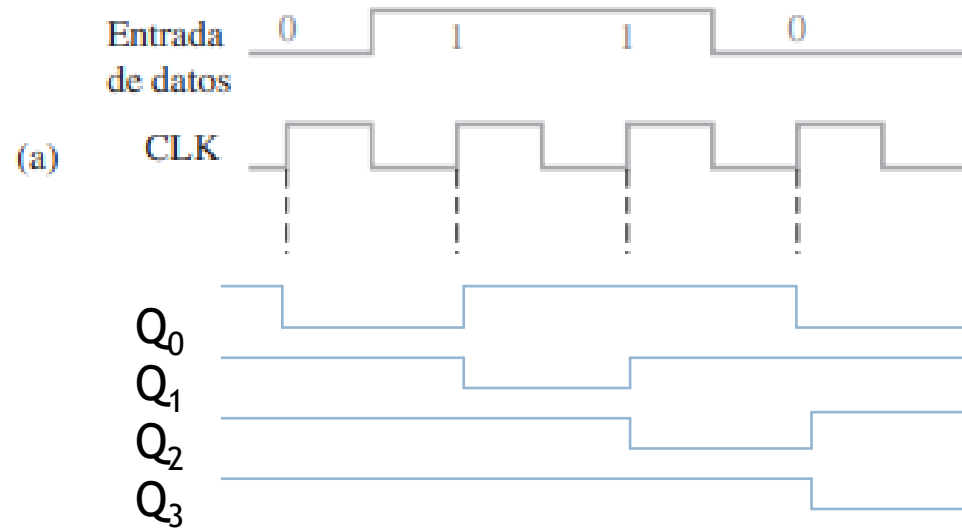 Entrada 0 1 1 0
de datos
(a) CLK
Q₀
Q₁
Q₂
Q₃